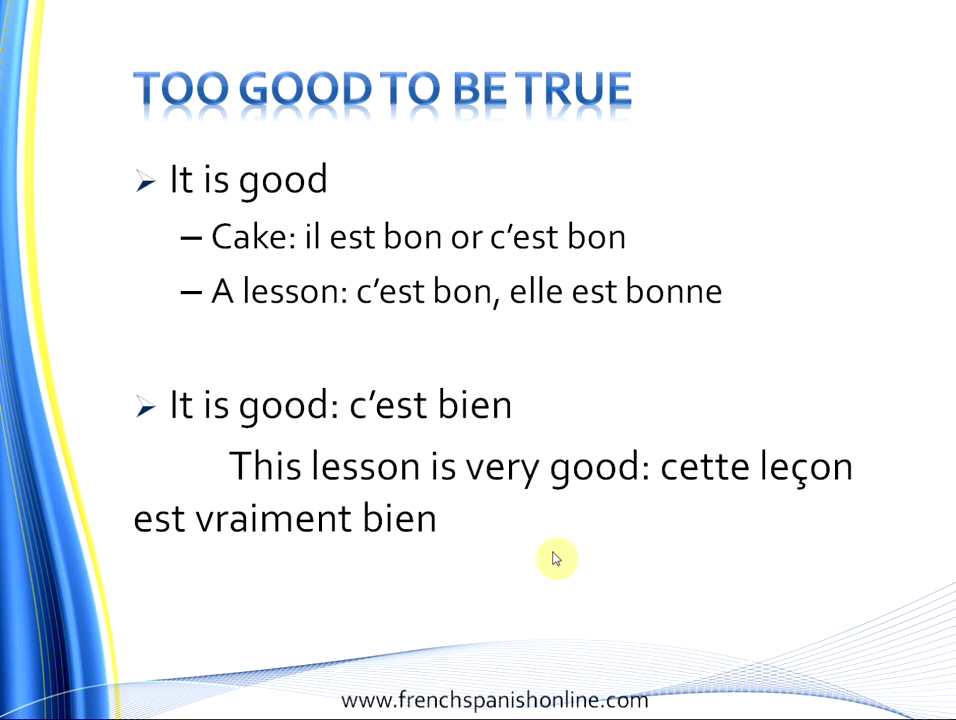 TOO GOOD TO BE TRUE
It is good
– Cake: il est bon or c’est bon
– A lesson: c’est bon, elle est bonne
It is good: c’est bien
This lesson is very good: cette leçon
est vraiment bien
www.frenchspanishonline.com